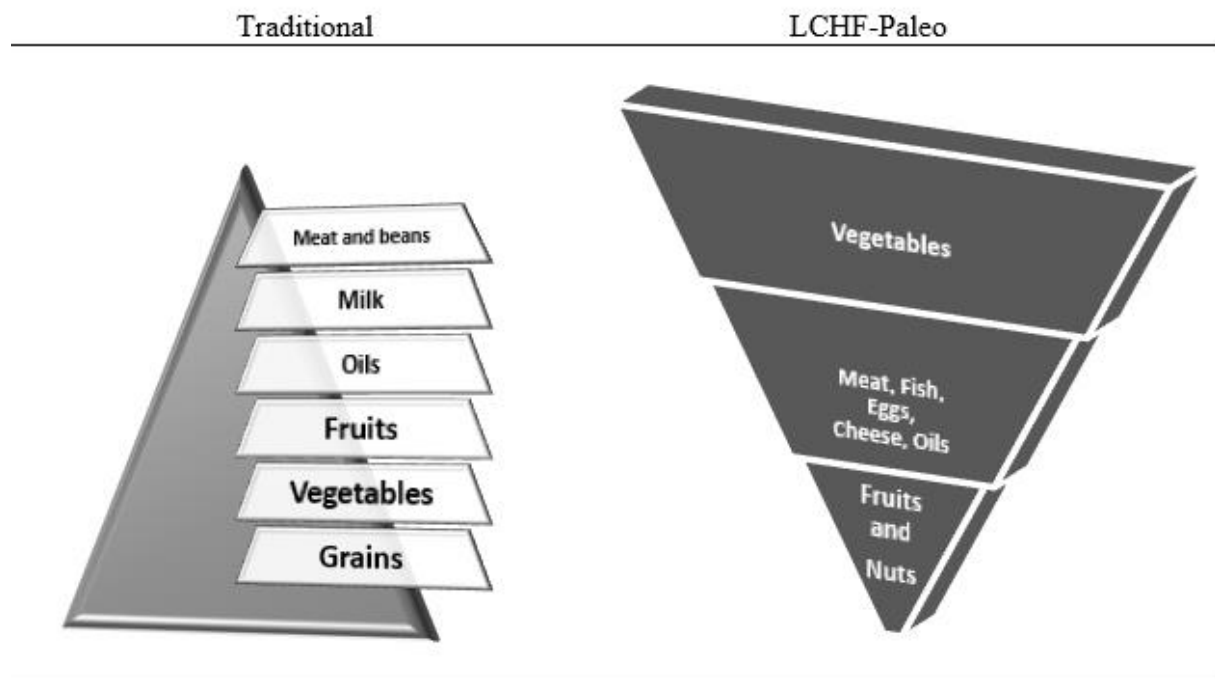 Traditional
LCHF-Paleo
Meat and beans
Milk
Oils
Fruits
Vegetables
Grains
Vegetables
Meat, Fish,
Eggs,
Cheese, Oils
Fruits
and
Nuts